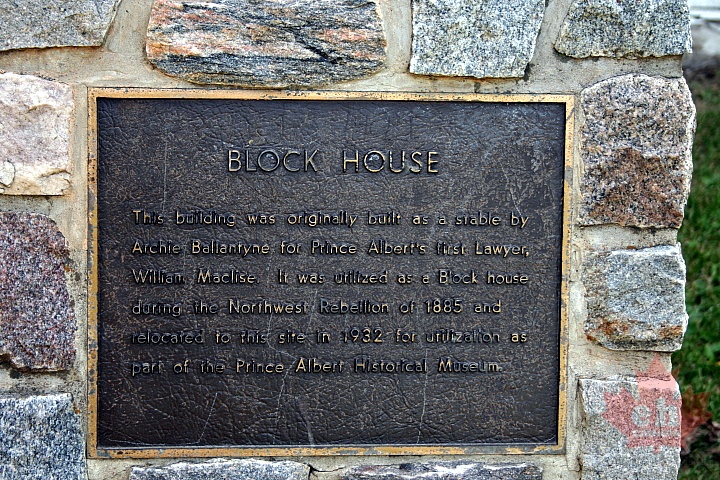 BLOCK HOUSE
This building was originally built as a stable by
Archie Ballantyne for Prince Albert's first Lawyer,
William Maclise. It was utilized as a Block house
during the Northwest Rebellion of 1885 and
relocated to this site in 1932 for utilization as
part of the Prince Albert Historical Museum.